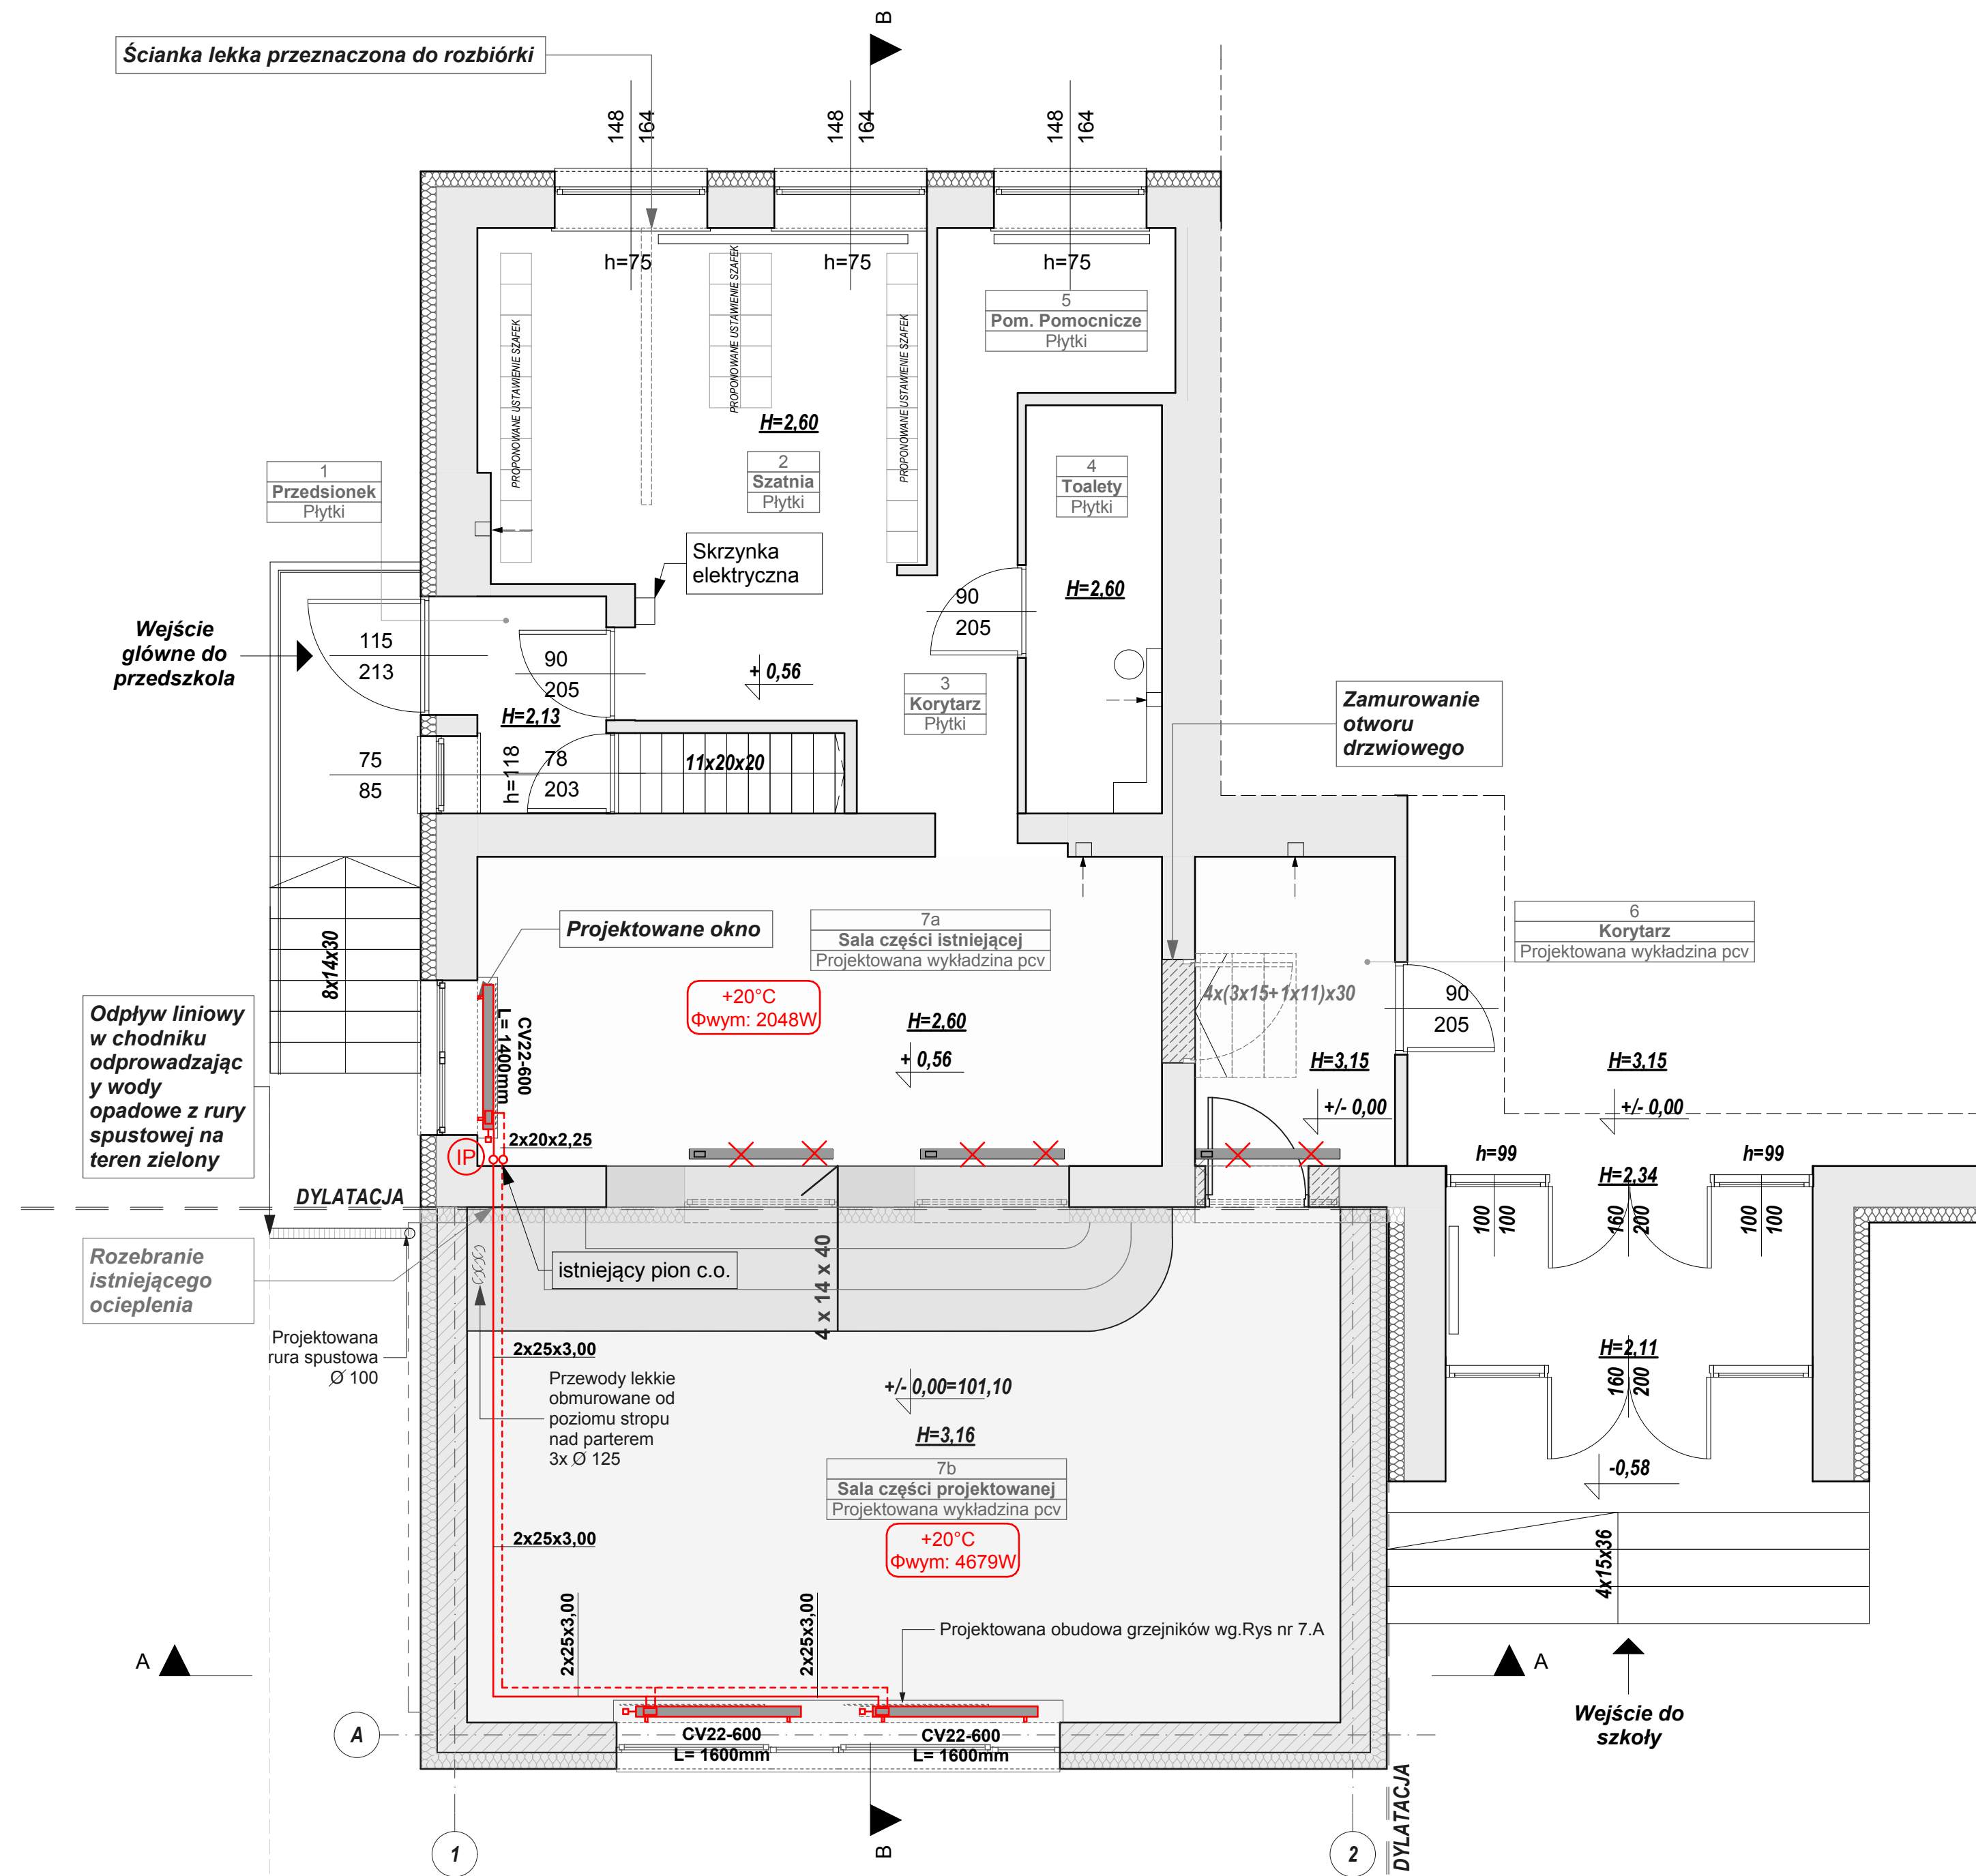 B
Ścianka lekka przeznaczona do rozbiórki
148
164
148
164
148
164
h=75
h=75
h=75
PROPONOWANE USTAWIENIE SZAFEK
PROPONOWANE USTAWIENIE SZAFEK
PROPONOWANE USTAWIENIE SZAFEK
5
Pom. Pomocnicze
Płytki
H=2,60
2
Szatnia
Płytki
4
Toalety
Płytki
1
Przedsionek
Płytki
Skrzynka
elektryczna
H=2,60
90
205
Wejście
glówne do
przedszkola
115
213
90
205
+ 0,56
3
Korytarz
Płytki
H=2,13
Zamurowanie
otworu
drzwiowego
75
85
h=118
78
203
11x20x20
8x14x30
Projektowane okno
7a
Sala części istniejącej
Projektowana wykładzina pcv
6
Korytarz
Projektowana wykładzina pcv
+20°C
Φwym: 2048W
4x(3x15+1x11)x30
90
205
Odpływ liniowy
w chodniku
odprowadzając
y wody
opadowe z rury
spustowej na
teren zielony
CV22-600
L= 1400mm
H=2,60
+ 0,56
H=3,15
H=3,15
+/- 0,00
+/- 0,00
2x20x2,25
IP
h=99
h=99
H=2,34
DYLATACJA
100
100
160
200
100
100
Rozebranie
istniejącego
ocieplenia
istniejący pion c.o.
4 x 14 x 40
Projektowana
rura spustowa
Ø 100
2x25x3,00
Przewody lekkie
obmurowane od
poziomu stropu
nad parterem
3x Ø 125
+/- 0,00=101,10
H=3,16
H=2,11
160
200
7b
Sala części projektowanej
Projektowana wykładzina pcv
-0,58
+20°C
Φwym: 4679W
2x25x3,00
4x15x36
2x25x3,00
2x25x3,00
Projektowana obudowa grzejników wg.Rys nr 7.A
A
A
Wejście do
szkoły
A
CV22-600
L= 1600mm
CV22-600
L= 1600mm
DYLATACJA
1
B
2